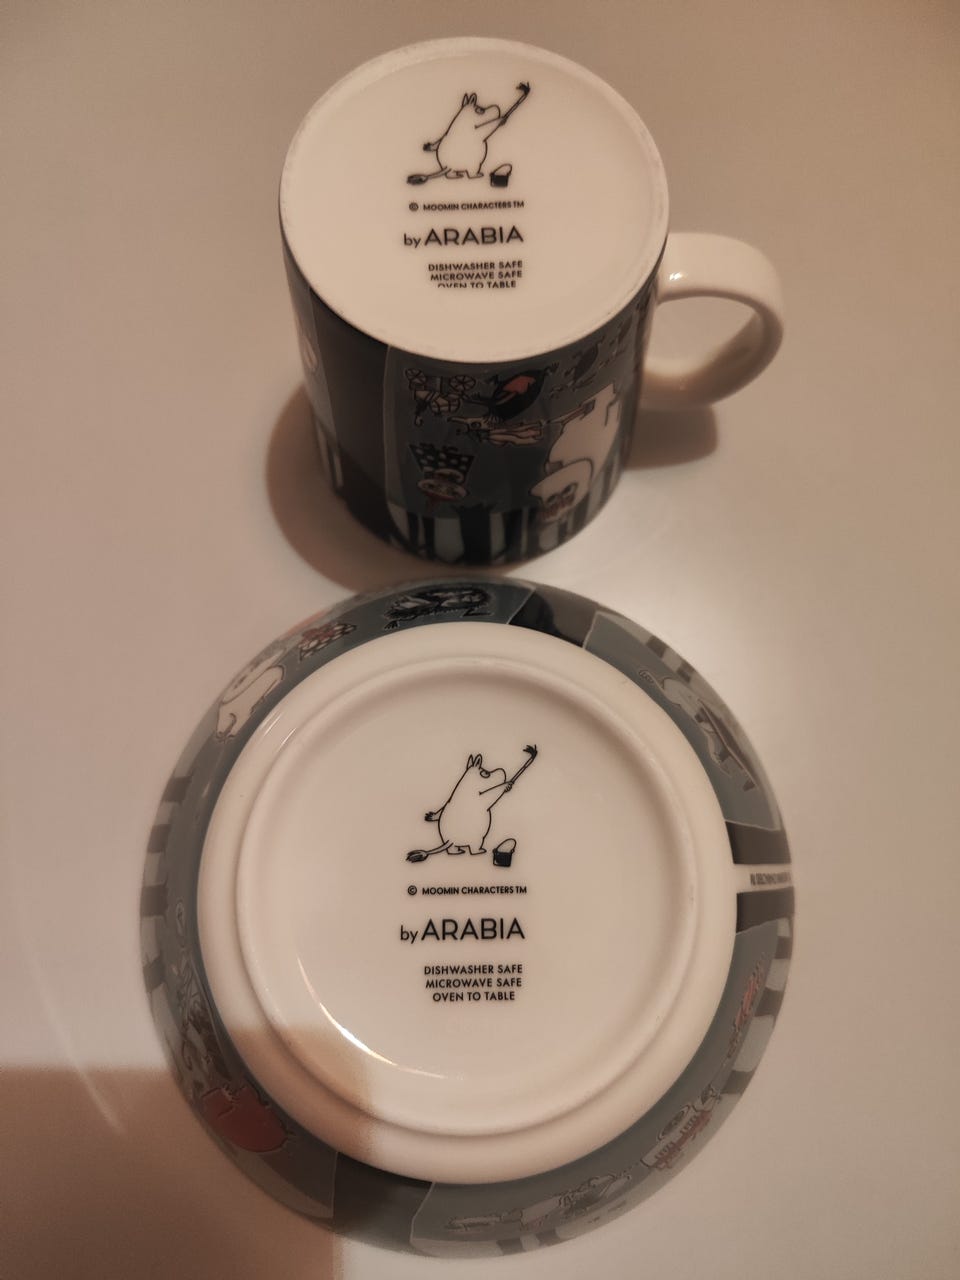 © MOOMIN CHARACTERS TM
by ARABIA
DISHWASHER SAFE
MICROWAVE SAFE
OVEN TO TABLE
© MOOMIN CHARACTERS TM
by ARABIA
DISHWASHER SAFE
MICROWAVE SAFE
OVEN TO TABLE